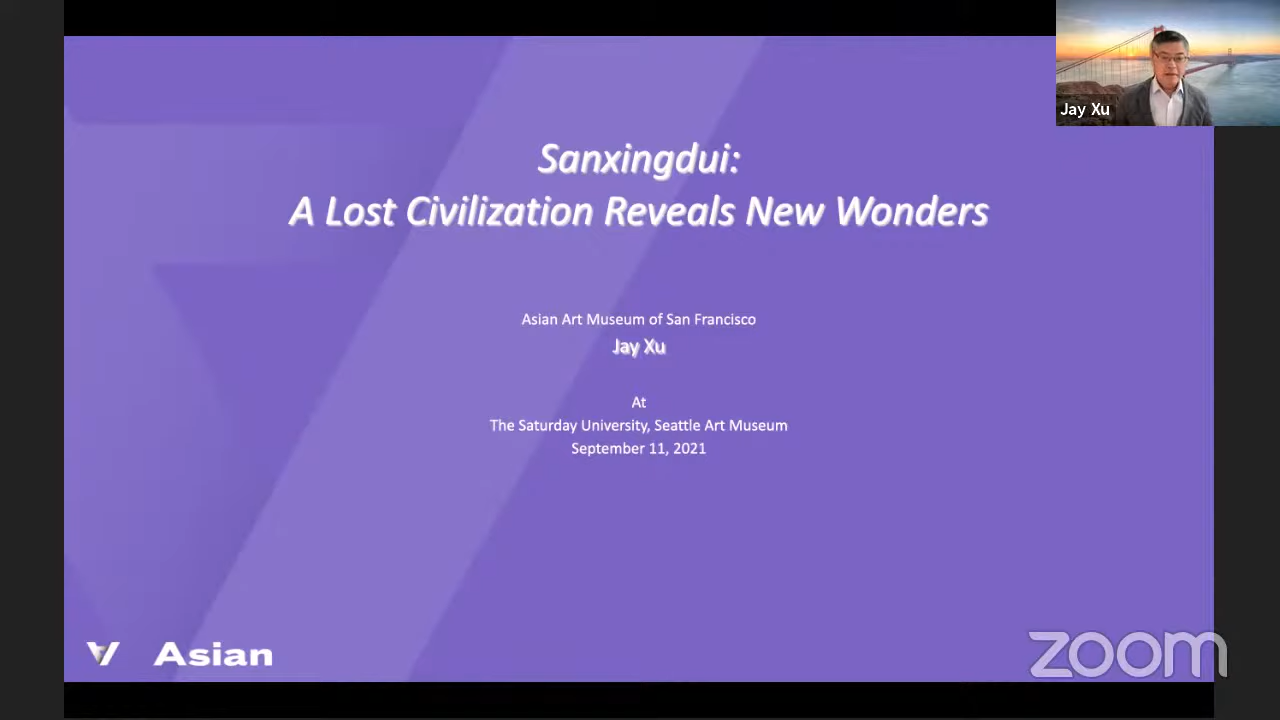 Jay Xu
Sanxingdui:
A Lost Civilization Reveals New Wonders
Asian Art Museum of San Francisco
Jay Xu
At
The Saturday University, Seattle Art Museum
September 11, 2021
Asian
zoom